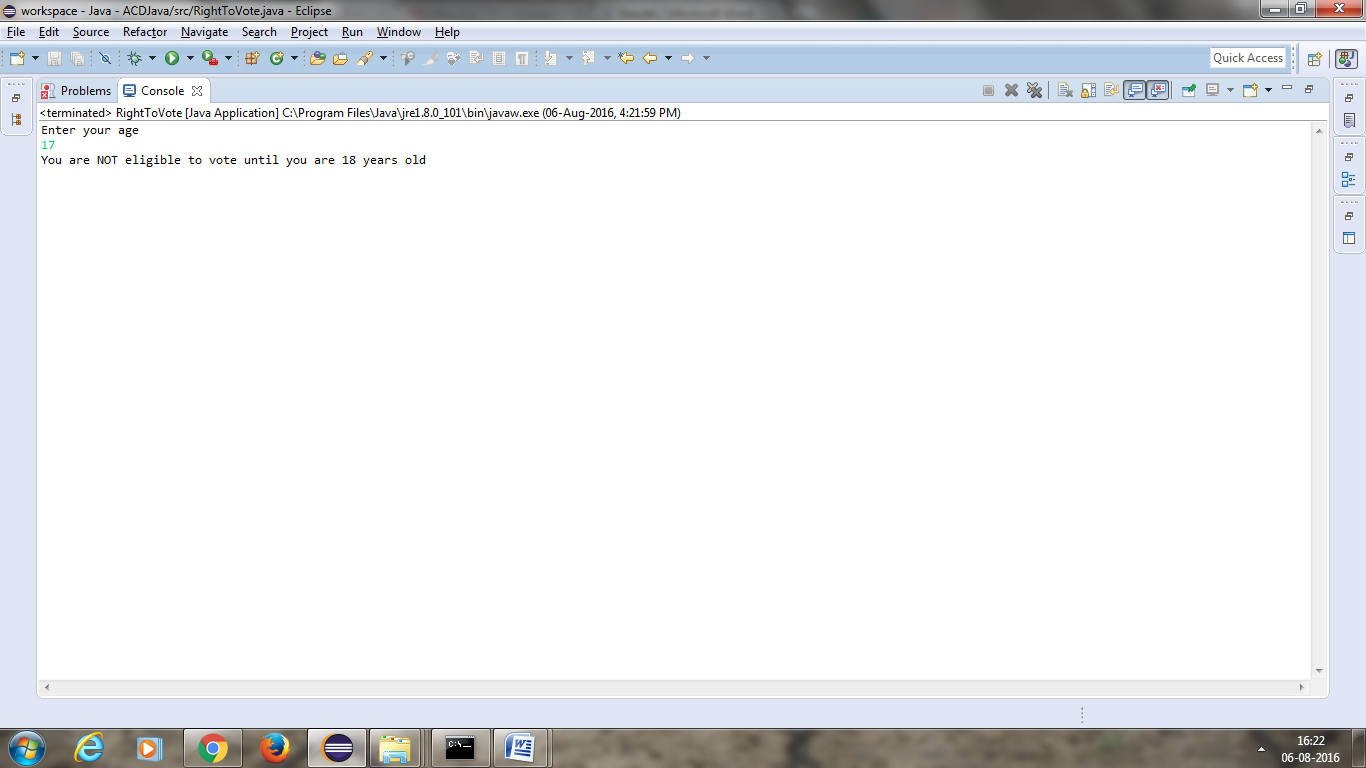 workspace - Java - ACDJava/src/RightToVote.java - Eclipse
File Edit Source Refactor Navigate Search Project Run Window Help
Quick Access
Problems Console
<terminated> RightToVote [Java Application] C:\Program Files\Java\jre1.8.0_101\bin\javaw.exe (06-Aug-2016, 4:21:59 PM)
Enter your age
17
You are NOT eligible to vote until you are 18 years old
16:22
06-08-2016